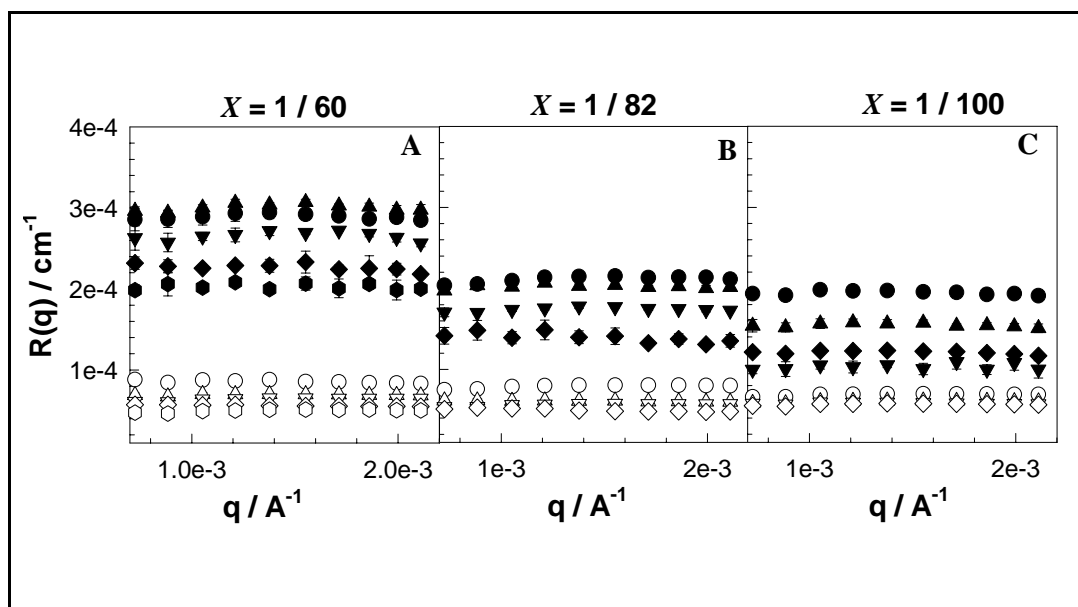 X = 1 / 60
X = 1 / 82
X = 1 / 100
A
B
C
R(q) / cm-1
4e-4
3e-4
2e-4
1e-4
1.0e-3 2.0e-3
1e-3 2e-3
1e-3 2e-3
q / A-1
q / A-1
q / A-1